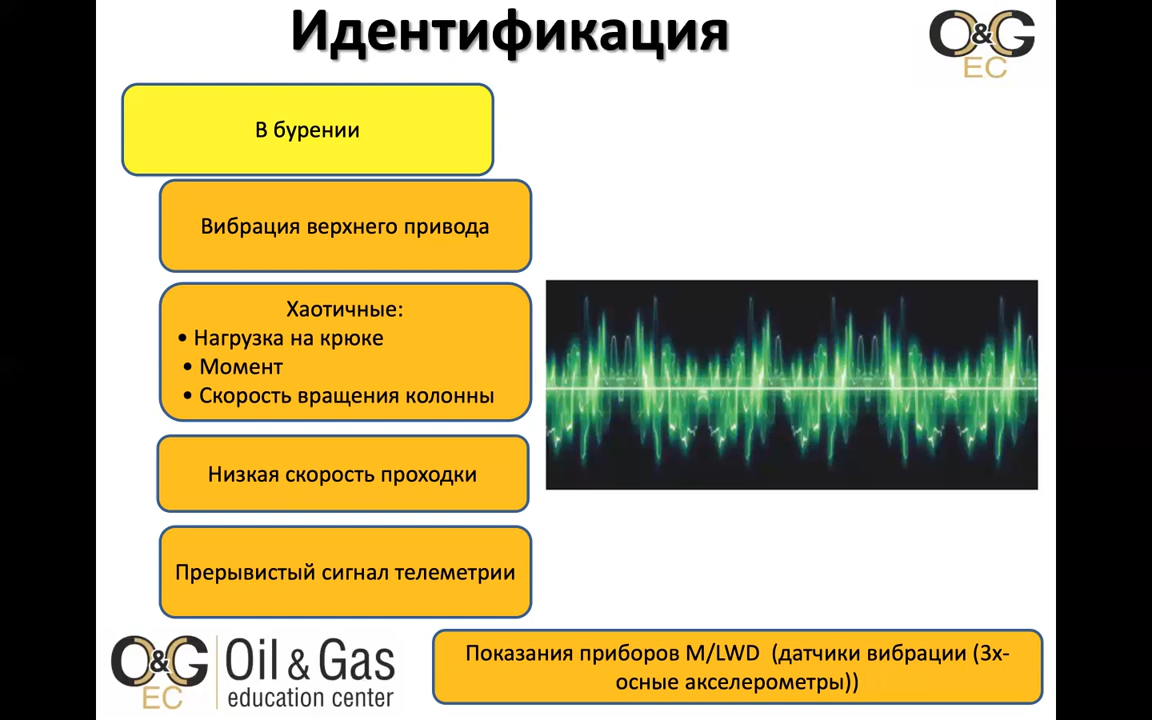 Идентификация
O&G
EC
В бурении
Вибрация верхнего привода
Хаотичные:
• Нагрузка на крюке
• Момент
• Скорость вращения колонны
Низкая скорость проходки
Прерывистый сигнал телеметрии
O&G
EC
Oil & Gas
education center
Показания приборов M/LWD (датчики вибрации (3х-
осные акселерометры))